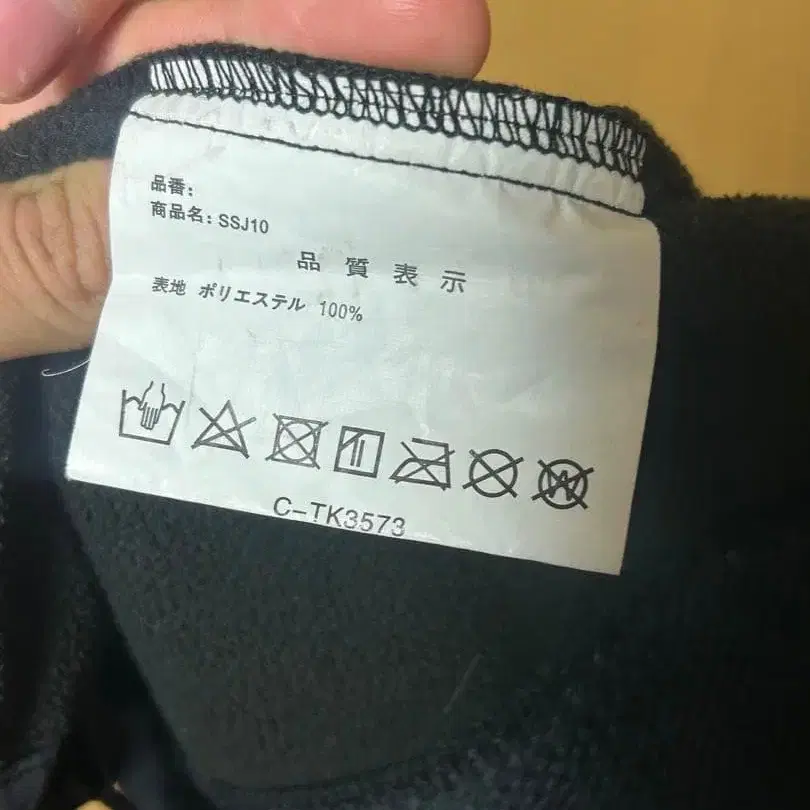 品番:
商品名: SSJ10
品質表示
表地 ポリエステル 100%
W
C-TK3573